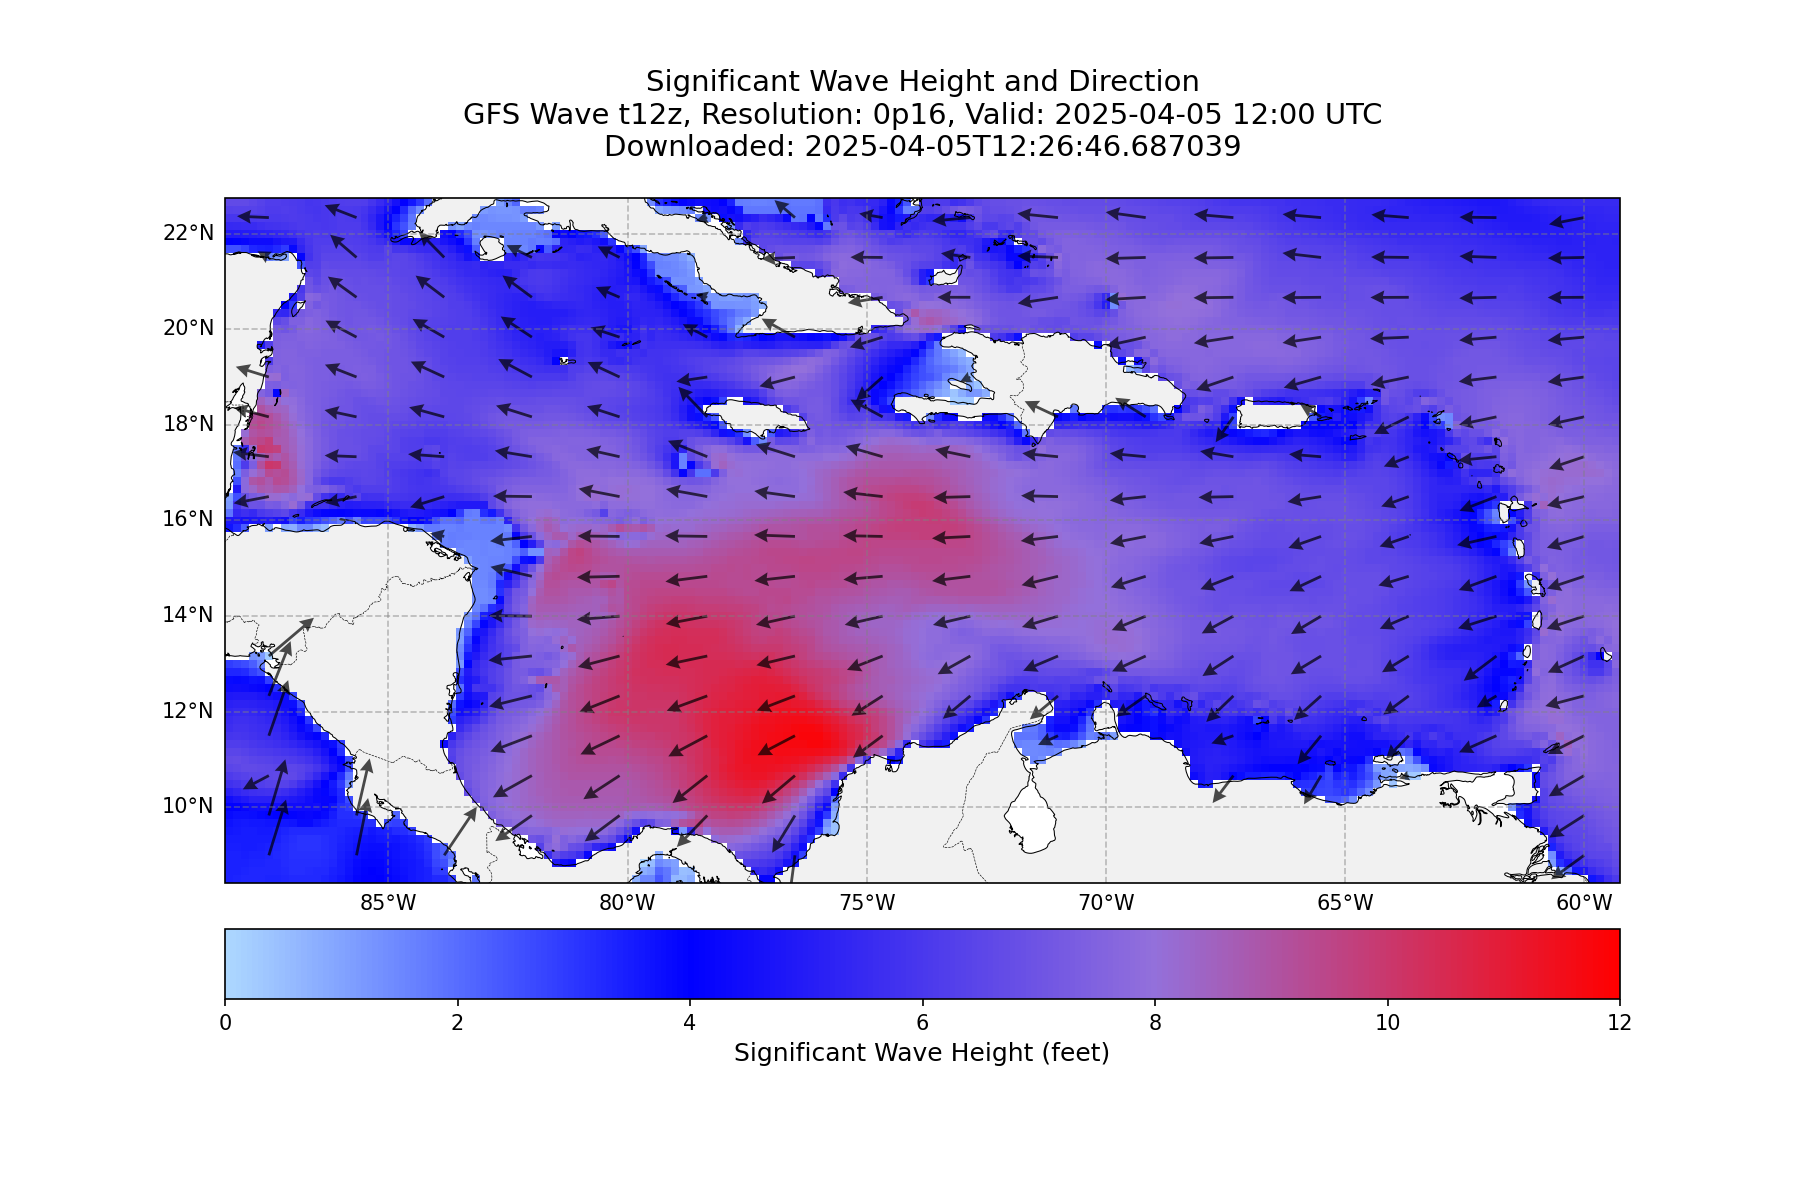 Significant Wave Height and Direction
GFS Wave t12z, Resolution: 0p16, Valid: 2025-04-05 12:00 UTC
Downloaded: 2025-04-05T12:26:46.687039
22°N
20°N
18°N
16°N
14°N
12°N
10°N
85°W 80°W 75°W 70°W 65°W 60°W
0 2 4 6 8 10 12
Significant Wave Height (feet)